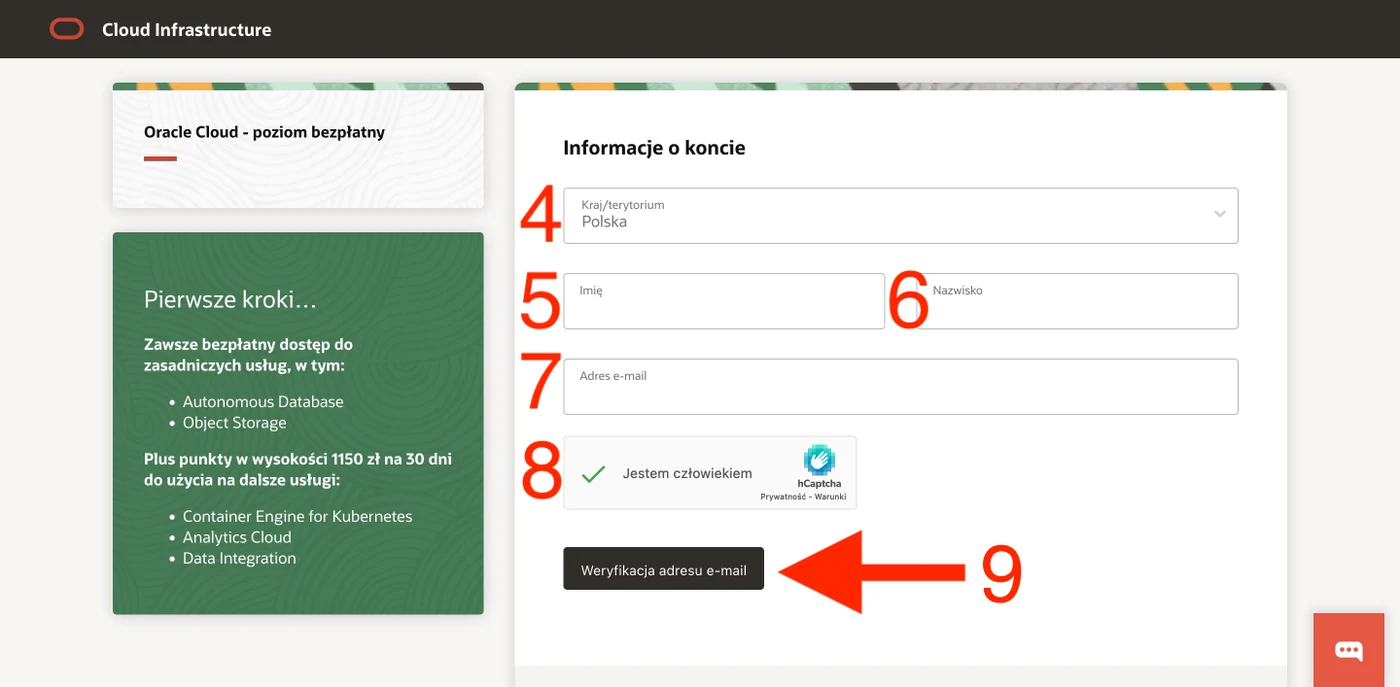 Cloud Infrastructure
Oracle Cloud - poziom bezpłatny
Pierwsze kroki...
Zawsze bezpłatny dostęp do
zasadniczych usług, w tym:
• Autonomous Database
• Object Storage
Plus punkty w wysokości 1150 zł na 30 dni
do użycia na dalsze usługi:
• Container Engine for Kubernetes
• Analytics Cloud
• Data Integration
Informacje o koncie
4
Kraj/terytorium
Polska
5 Imię
6 Nazwisko
7 Adres e-mail
8
Jestem człowiekiem
hCaptcha
Prywatność - Warunki
Weryfikacja adresu e-mail
9